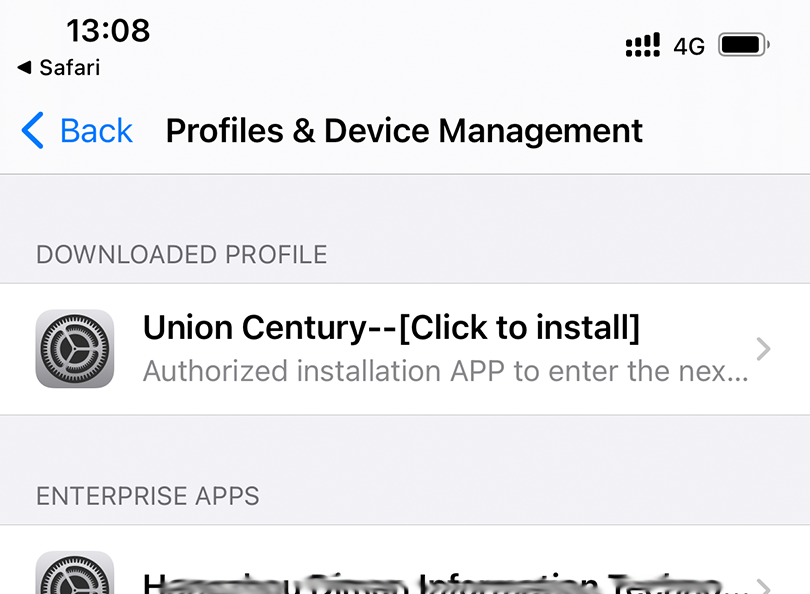 13:08
4G
Safari
Back
Profiles & Device Management
DOWNLOADED PROFILE
Union Century--[Click to install]
Authorized installation APP to enter the nex...
ENTERPRISE APPS
Information